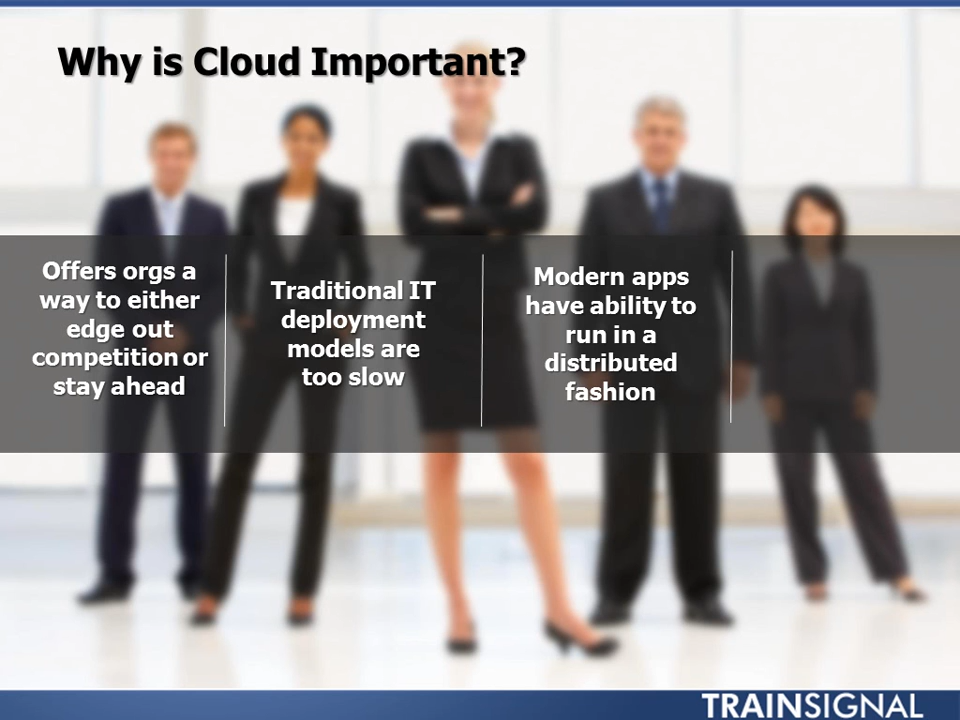 Why is Cloud Important?
Offers orgs a
way to either
edge out
competition or
stay ahead
Traditional IT
deployment
models are
too slow
Modern apps
have ability to
run in a
distributed
fashion
TRAINSIGNAL